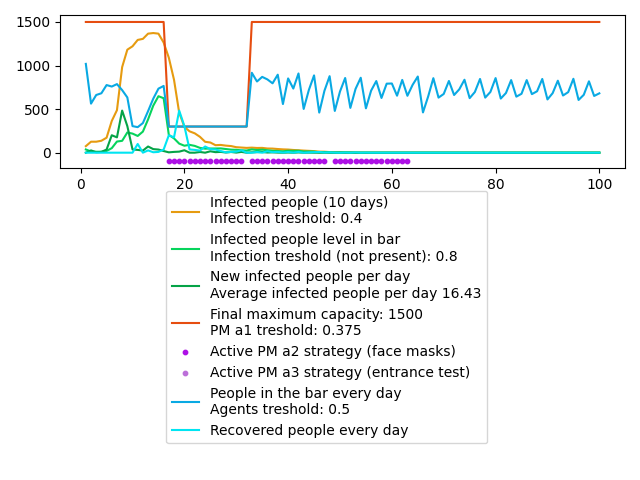 1500
1000
500
0
0 20 40 60 80 100
Infected people (10 days)
Infection treshold: 0.4
Infected people level in bar
Infection treshold (not present): 0.8
New infected people per day
Average infected people per day 16.43
Final maximum capacity: 1500
PM a1 treshold: 0.375
Active PM a2 strategy (face masks)
Active PM a3 strategy (entrance test)
People in the bar every day
Agents treshold: 0.5
Recovered people every day